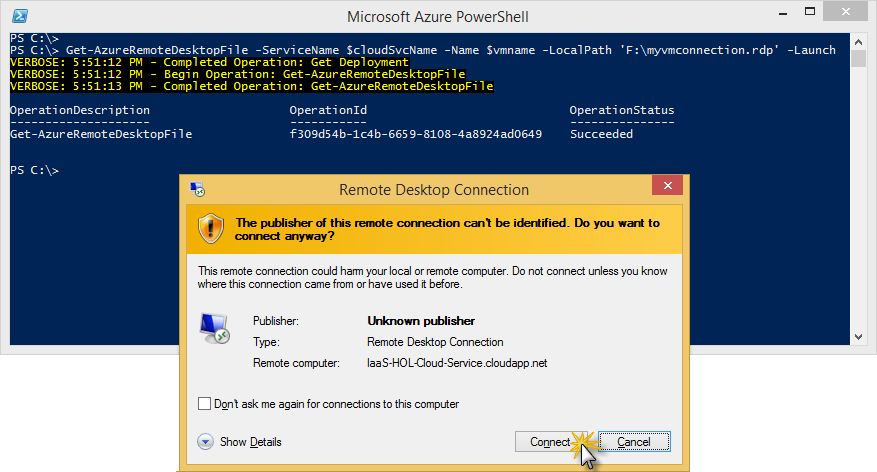 Microsoft Azure PowerShell
PS C:\>
PS C:\> Get-AzureRemoteDesktopFile -ServiceName $cloudSvcName -Name $vmname -LocalPath 'F:\myvmconnection.rdp' -Launch
VERBOSE: 5:51:12 PM - Completed Operation: Get Deployment
VERBOSE: 5:51:12 PM - Begin Operation: Get-AzureRemoteDesktopFile
VERBOSE: 5:51:13 PM - Completed Operation: Get-AzureRemoteDesktopFile
OperationDescription OperationId OperationStatus
-------------------- ----------- ---------------
Get-AzureRemoteDesktopFile f309d54b-1c4b-6659-8108-4a8924ad0649 Succeeded
PS C:\>
Remote Desktop Connection
The publisher of this remote connection can't be identified. Do you want to
connect anyway?
This remote connection could harm your local or remote computer. Do not connect unless you know
where this connection came from or have used it before.
Publisher: Unknown publisher
Type: Remote Desktop Connection
Remote computer: IaaS-HOL-Cloud-Service.cloudapp.net
Don't ask me again for connections to this computer
Show Details Connect Cancel